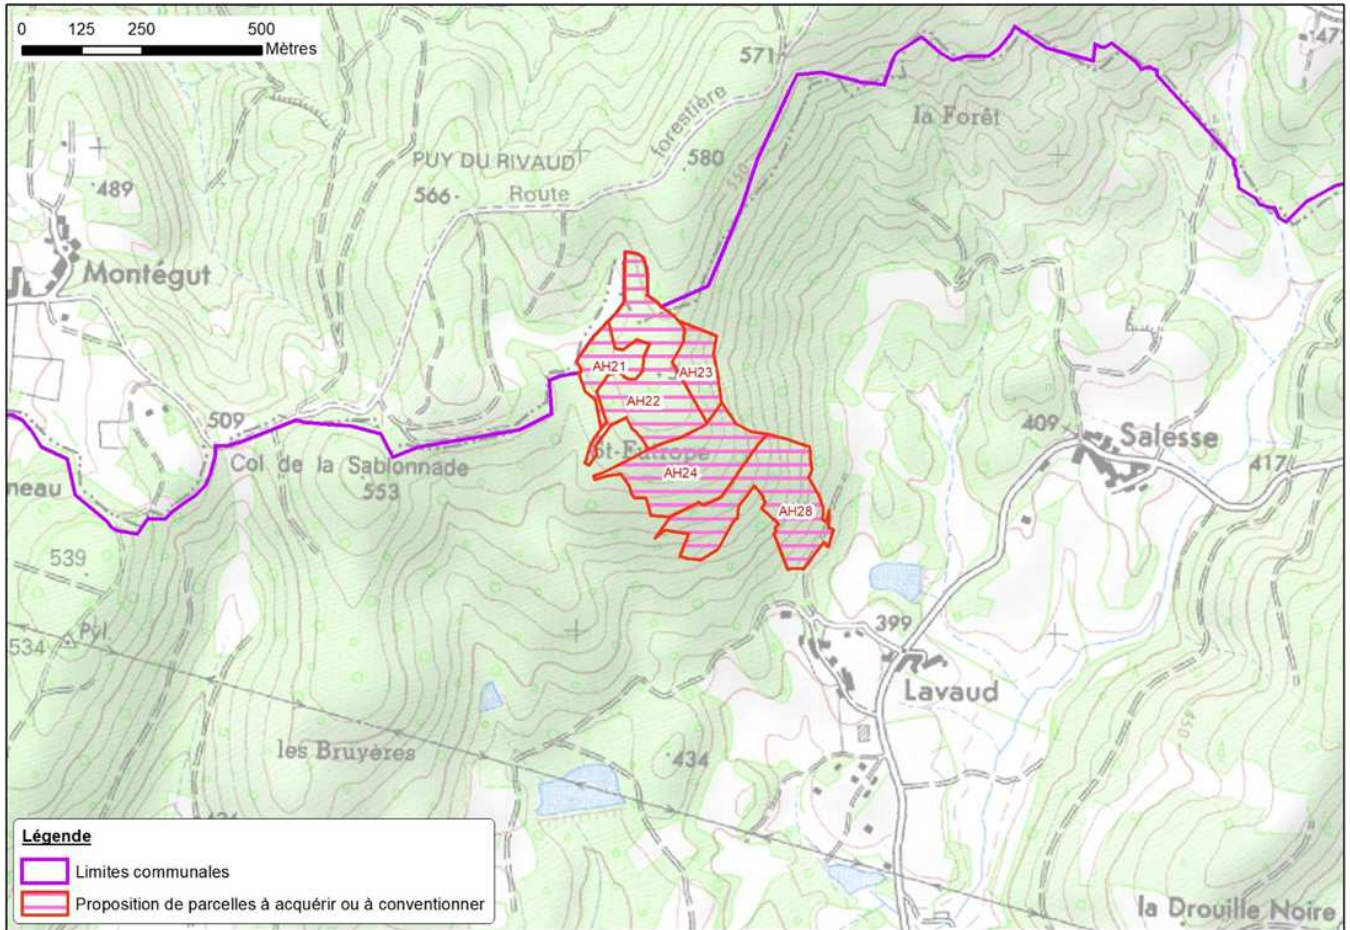 0 125 250 500
Mètres
571
la Forêt
forestière
550
PUY DU RIVAUD
580
489
566
Route
Montégut
AH21
AH23
AH22
509
409
Salesse
St-Eutrope
Col de la Sablonnade
417
AH24
neau
553
AH28
539
399
Pyl.
534
Lavaud
450
les Bruyères
434
Légende
Limites communales
Proposition de parcelles à acquérir ou à conventionner
la Drouille Noire